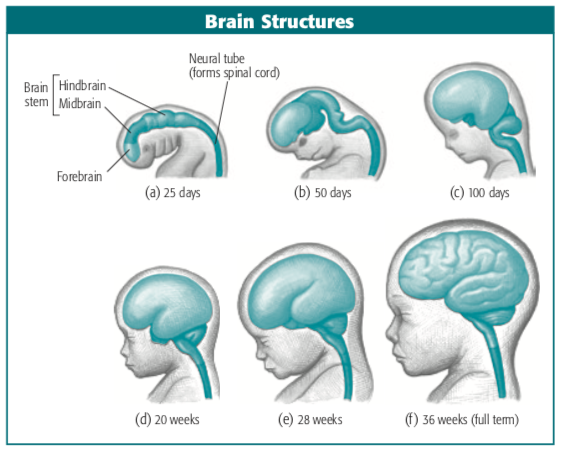 Brain Structures
Neural tube
(forms spinal cord)
Brain
stem
Hindbrain
Midbrain
Forebrain
(a) 25 days
(b) 50 days
(c) 100 days
(d) 20 weeks
(e) 28 weeks
(f) 36 weeks (full term)